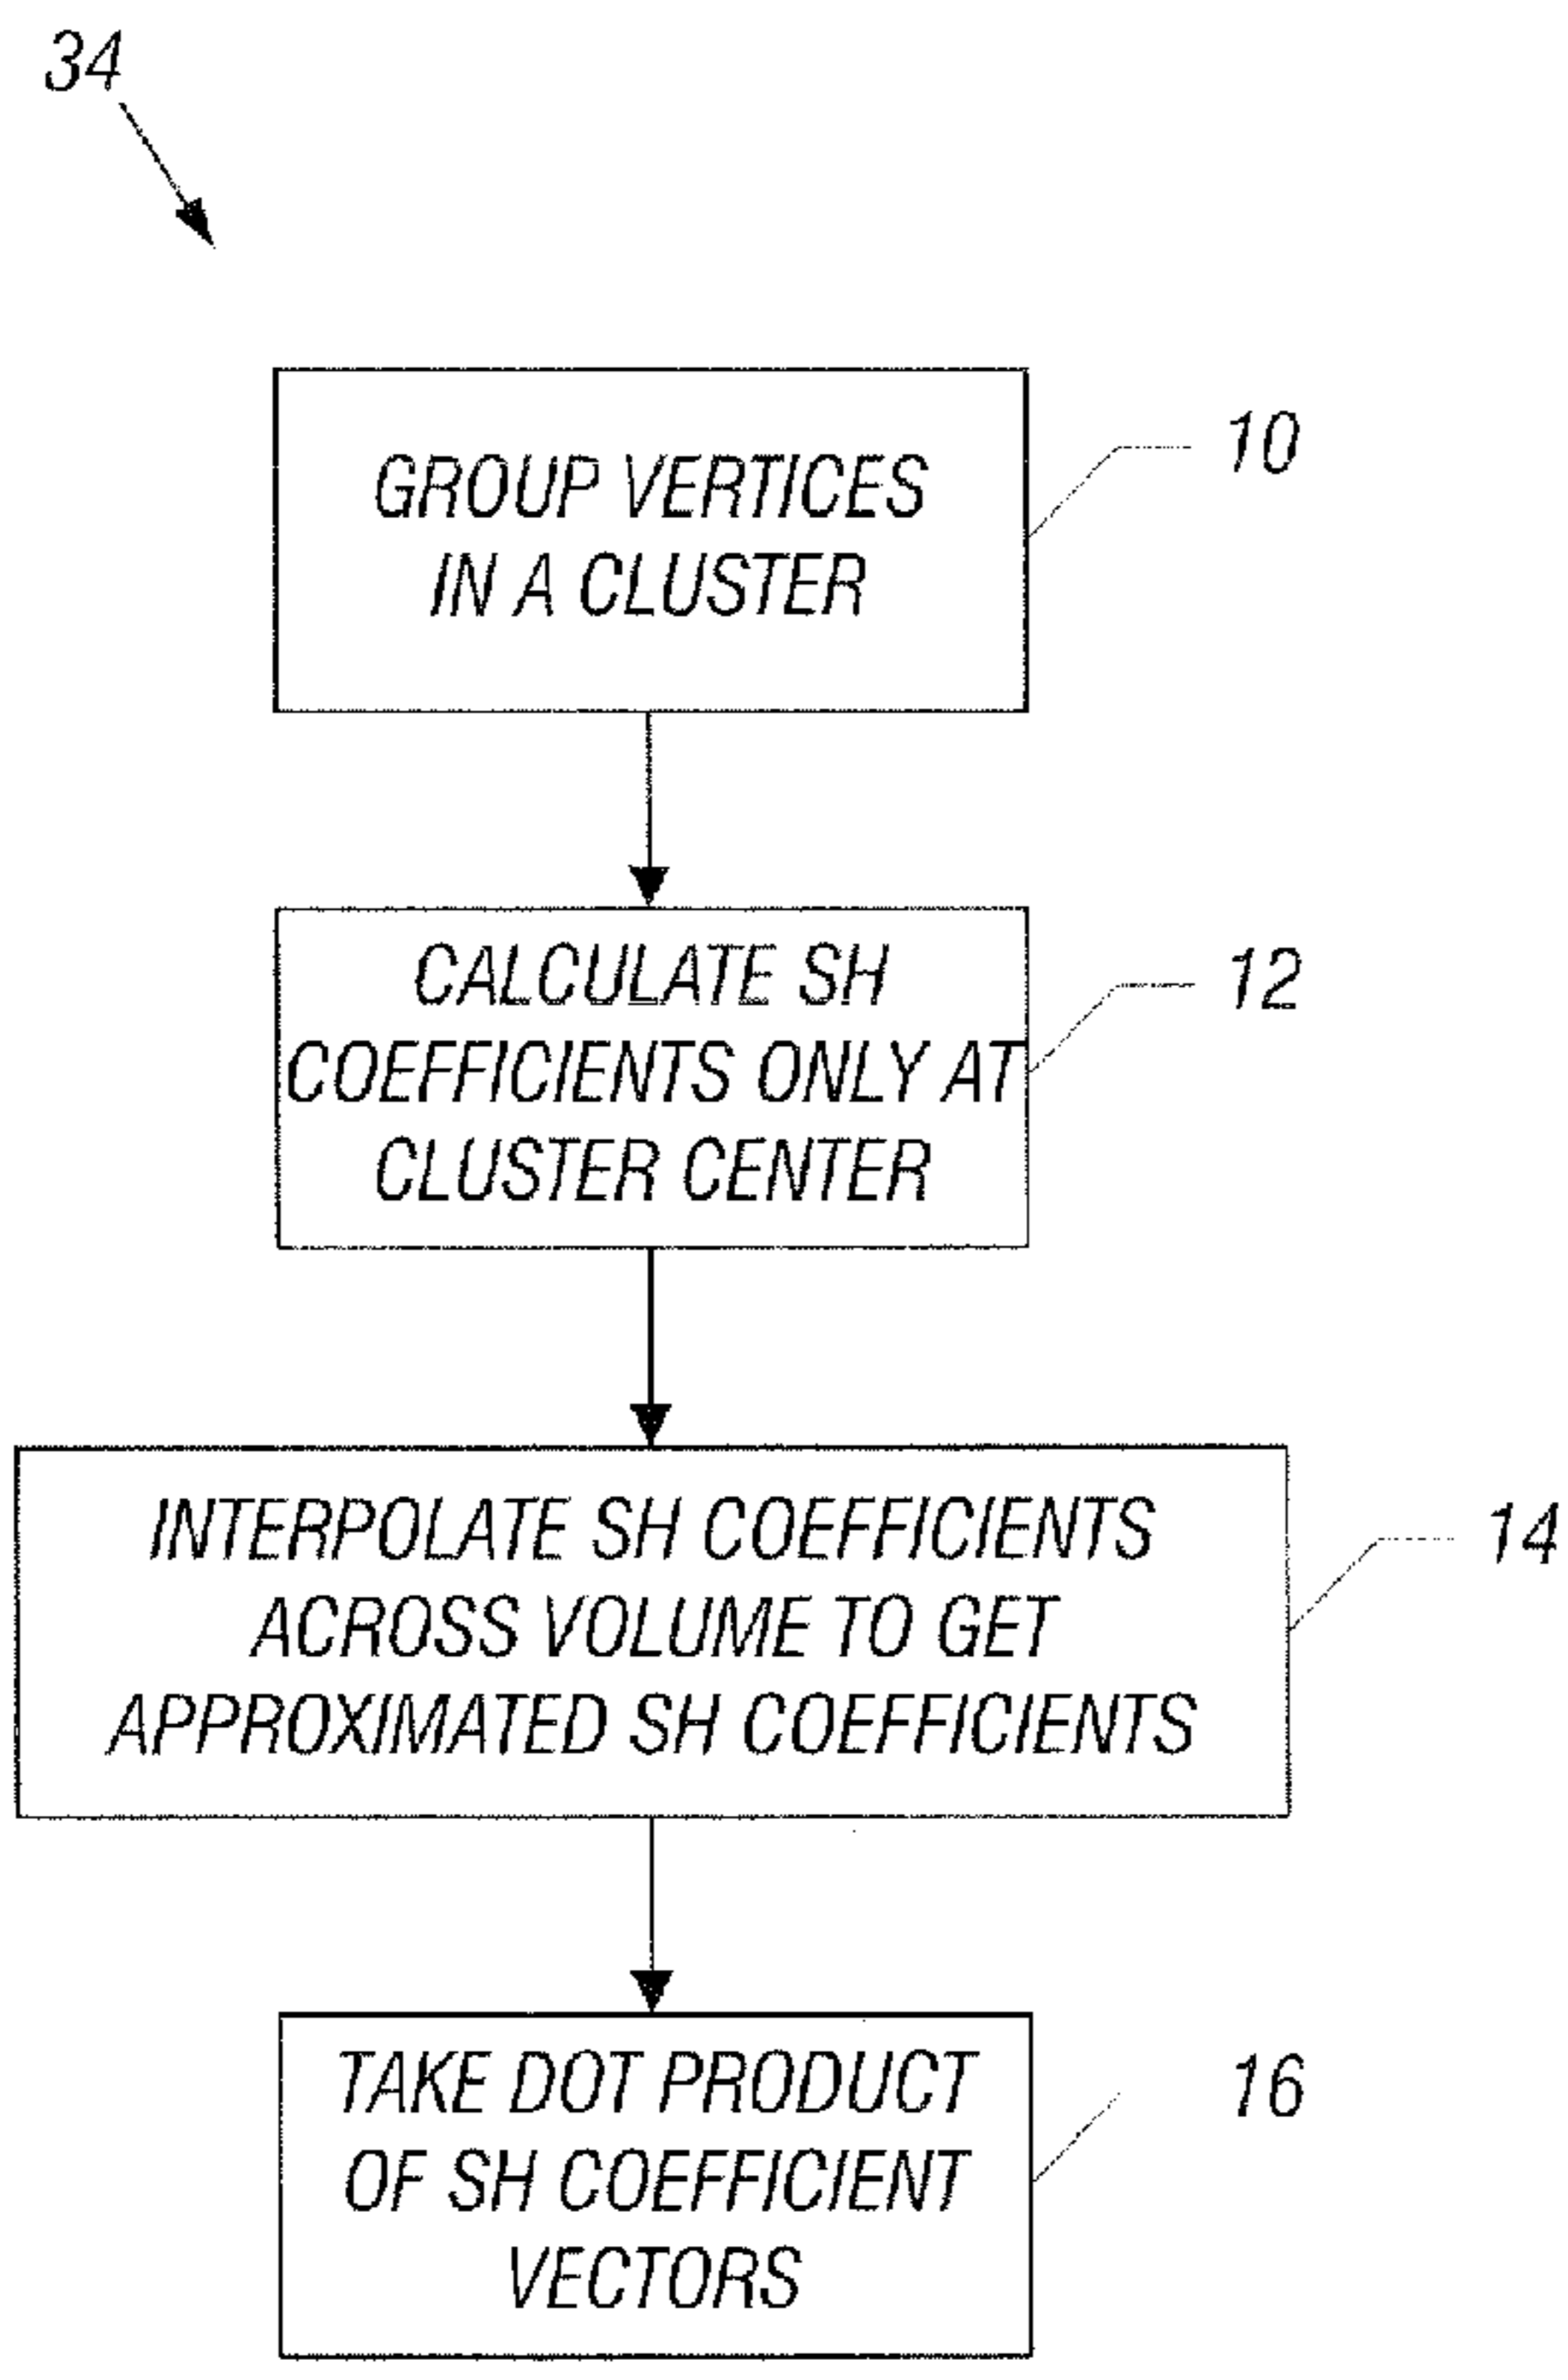 34
GROUP VERTICES
IN A CLUSTER
10
CALCULATE SH
COEFFICIENTS ONLY AT
CLUSTER CENTER
12
INTERPOLATE SH COEFFICIENTS
ACROSS VOLUME TO GET
APPROXIMATED SH COEFFICIENTS
14
TAKE DOT PRODUCT
OF SH COEFFICIENT
VECTORS
16